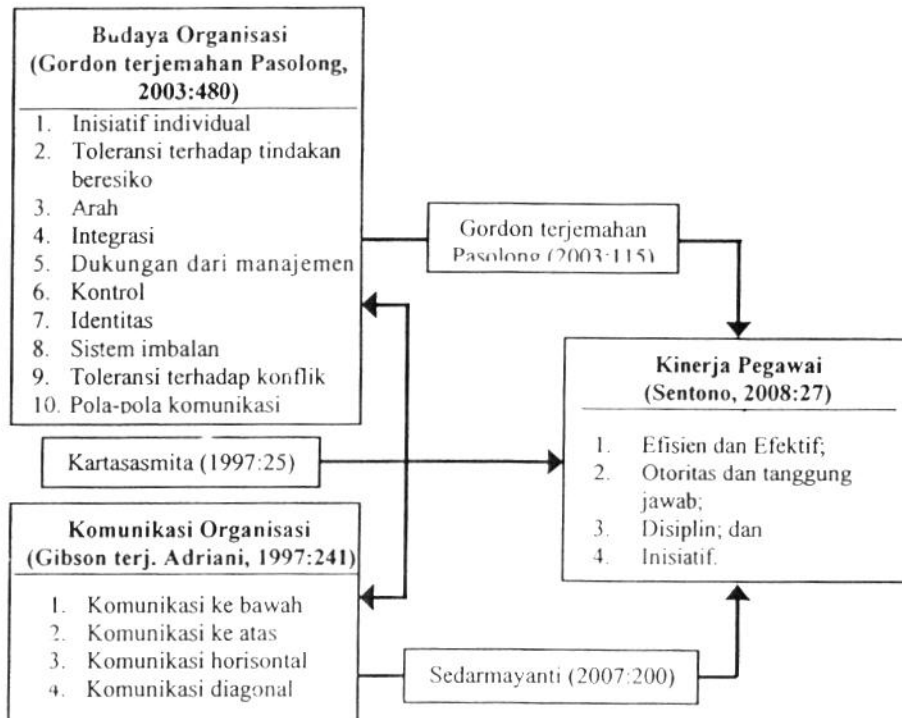 Budaya Organisasi
(Gordon terjemahan Pasolong,
2003:480)
1. Inisiatif individual
2. Toleransi terhadap tindakan
beresiko
3. Arah
4. Integrasi
5. Dukungan dari manajemen
6. Kontrol
7. Identitas
8. Sistem imbalan
9. Toleransi terhadap konflik
10. Pola-pola komunikasi
Gordon terjemahan
Pasolong (2003:115)
Kartasasmita (1997:25)
Kinerja Pegawai
(Sentono, 2008:27)
1. Efisien dan Efektif;
2. Otoritas dan tanggung
jawab;
3. Disiplin; dan
4. Inisiatif.
Komunikasi Organisasi
(Gibson terj. Adriani, 1997:241)
1. Komunikasi ke bawah
2. Komunikasi ke atas
3. Komunikasi horisontal
4. Komunikasi diagonal
Sedarmayanti (2007:200)